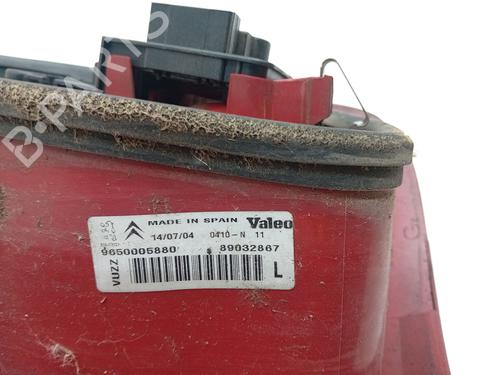 B-PARTS
MADE IN SPAIN Valeo
14/07/04 0410-N 11
9650005880 89032867
VUZZ
L